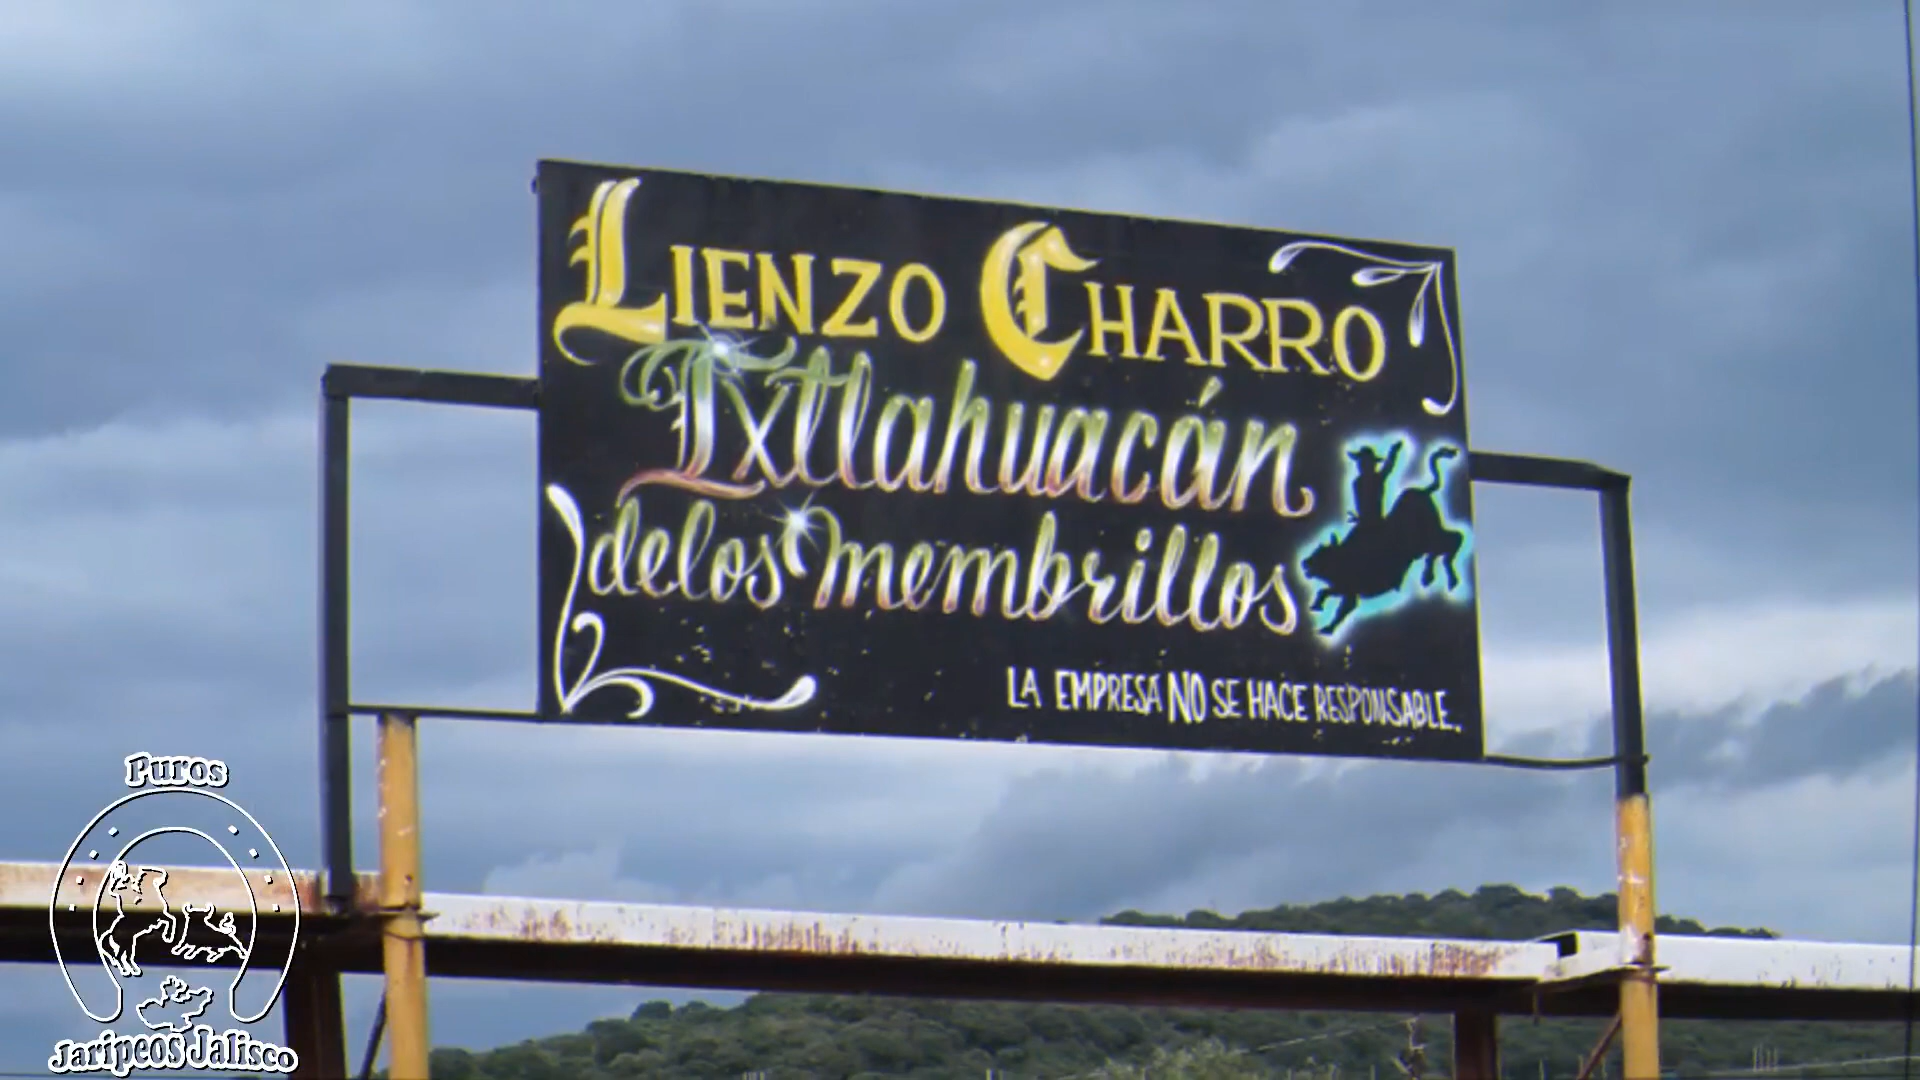 LIENZO CHARRO
Ixtlahuacán
de los membrillos
LA EMPRESA NO SE HACE RESPONSABLE.
Puros
Jaripeos Jalisco